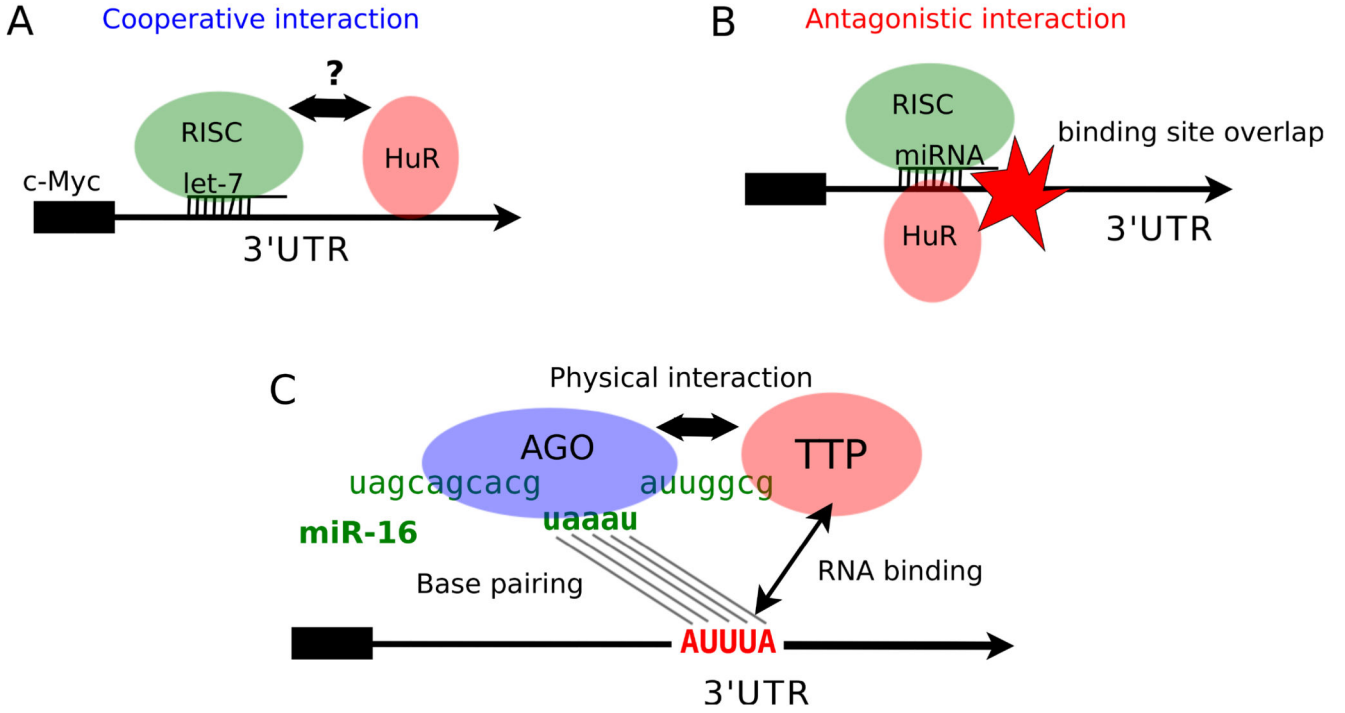 A
Cooperative interaction
?
RISC
HuR
c-Myc
let-7
3'UTR
B
Antagonistic interaction
RISC
binding site overlap
miRNA
HuR
3'UTR
C
Physical interaction
AGO
TTP
uagcagcacg
auuggcg
uaaau
miR-16
Base pairing
RNA binding
AUUUA
3'UTR